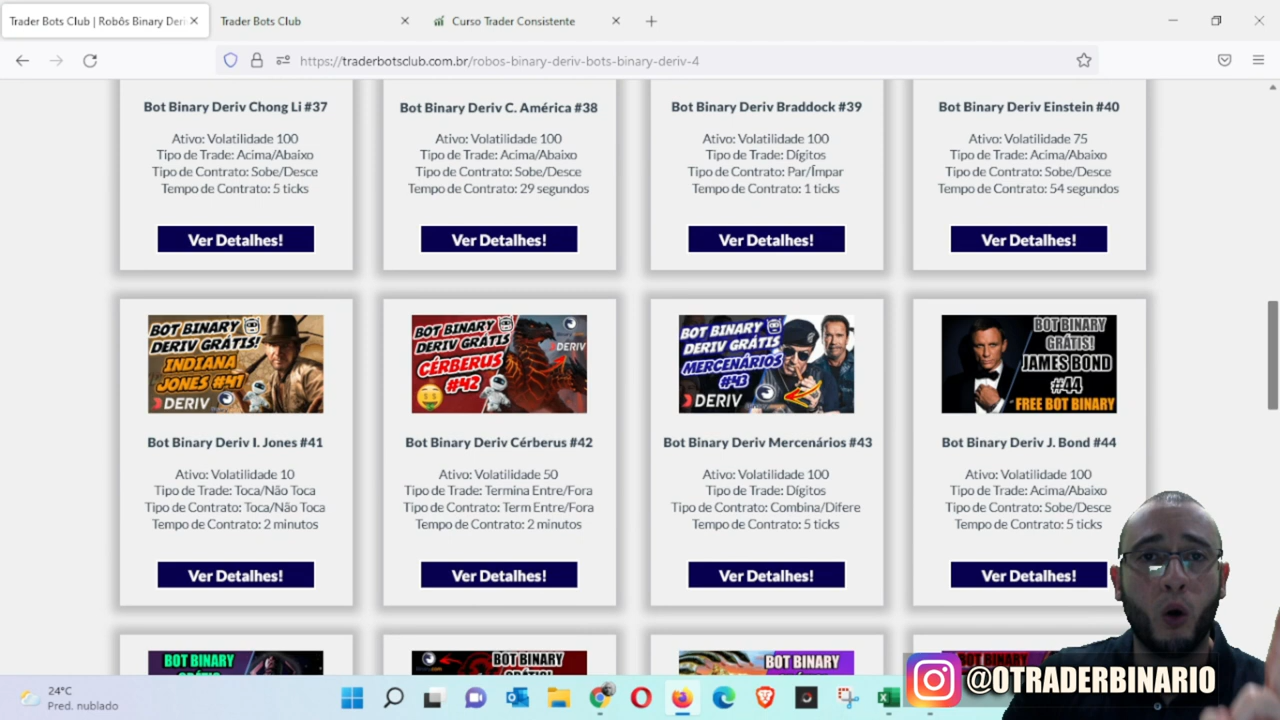 Trader Bots Club | Robôs Binary Deri
Trader Bots Club
Curso Trader Consistente
https://traderbotsclub.com.br/robos-binary-deriv-bots-binary-deriv-4
Bot Binary Deriv Chong Li #37
Ativo: Volatilidade 100
Tipo de Trade: Acima/Abaixo
Tipo de Contrato: Sobe/Desce
Tempo de Contrato: 5 ticks
Ver Detalhes!
Bot Binary Deriv C. América #38
Ativo: Volatilidade 100
Tipo de Trade: Acima/Abaixo
Tipo de Contrato: Sobe/Desce
Tempo de Contrato: 29 segundos
Ver Detalhes!
Bot Binary Deriv Braddock #39
Ativo: Volatilidade 100
Tipo de Trade: Dígitos
Tipo de Contrato: Par/Ímpar
Tempo de Contrato: 1 ticks
Ver Detalhes!
Bot Binary Deriv Einstein #40
Ativo: Volatilidade 75
Tipo de Trade: Acima/Abaixo
Tipo de Contrato: Sobe/Desce
Tempo de Contrato: 54 segundos
Ver Detalhes!
BOT BINARY
DERIV GRÁTIS!
INDIANA
JONES #41
DERIV
Bot Binary Deriv I. Jones #41
Ativo: Volatilidade 10
Tipo de Trade: Toca/Não Toca
Tipo de Contrato: Toca/Não Toca
Tempo de Contrato: 2 minutos
Ver Detalhes!
BOT BINARY
DERIV GRÁTIS
CÉRBERUS
#42
DERIV
Bot Binary Deriv Cérberus #42
Ativo: Volatilidade 50
Tipo de Trade: Termina Entre/Fora
Tipo de Contrato: Term Entre/Fora
Tempo de Contrato: 2 minutos
Ver Detalhes!
BOT BINARY
DERIV GRÁTIS
MERCENÁRIOS
#43
DERIV
Bot Binary Deriv Mercenários #43
Ativo: Volatilidade 100
Tipo de Trade: Dígitos
Tipo de Contrato: Combina/Difere
Tempo de Contrato: 5 ticks
Ver Detalhes!
BOT BINARY
GRÁTIS!
JAMES BOND
#44
FREE BOT BINARY
Bot Binary Deriv J. Bond #44
Ativo: Volatilidade 100
Tipo de Trade: Acima/Abaixo
Tipo de Contrato: Sobe/Desce
Tempo de Contrato: 5 ticks
Ver Detalhes!
BOT BINARY
BOT BINARY
BOT BINARY
@OTRADERBINARIO
24°C
Pred. nublado